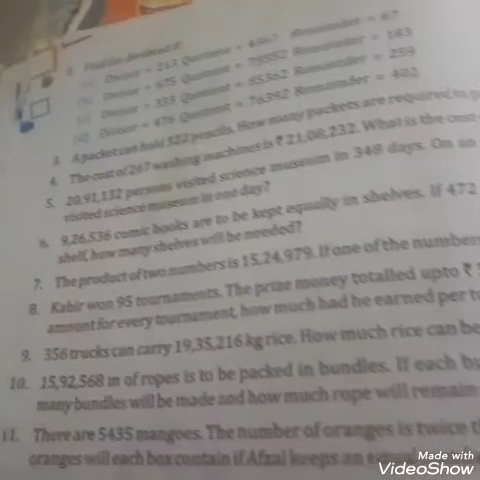 2. Find the dividend if
(a) Divisor = 213 Quotient = Remainder = 67
(b) Divisor = 675 Quotient = Remainder = 183
(c) Divisor = 333 Quotient = 85362 Remainder = 259
(d) Divisor = 476 Quotient = 76392 Remainder = 402
3. A packet can hold 522 pencils. How many packets are required to
4. The cost of 267 washing machines is ₹ 21,08,232. What is the cost
5. 20,91,132 persons visited science museum in 348 days. On an
visited science museum in one day?
6. 9,26,536 comic books are to be kept equally in shelves. If 472
shelf, how many shelves will be needed?
7. The product of two numbers is 15,24,979. If one of the numbers
8. Kabir won 95 tournaments. The prize money totalled upto ₹
amount for every tournament, how much had he earned per
9. 356 trucks can carry 19,35,216 kg rice. How much rice can be
10. 15,92,568 m of ropes is to be packed in bundles. If each
many bundles will be made and how much rope will remain
11. There are 5435 mangoes. The number of oranges is twice
oranges will each box contain if Afzal keeps an
Made with
VideoShow